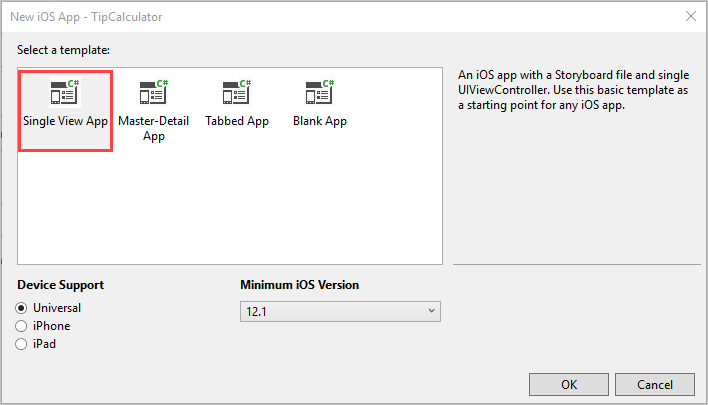 New iOS App - TipCalculator
Select a template:
C# C# C# C#
Single View App Master-Detail App Tabbed App Blank App
An iOS app with a Storyboard file and single
UIViewController. Use this basic template as
a starting point for any iOS app.
Device Support
Universal
iPhone
iPad
Minimum iOS Version
12.1
OK Cancel